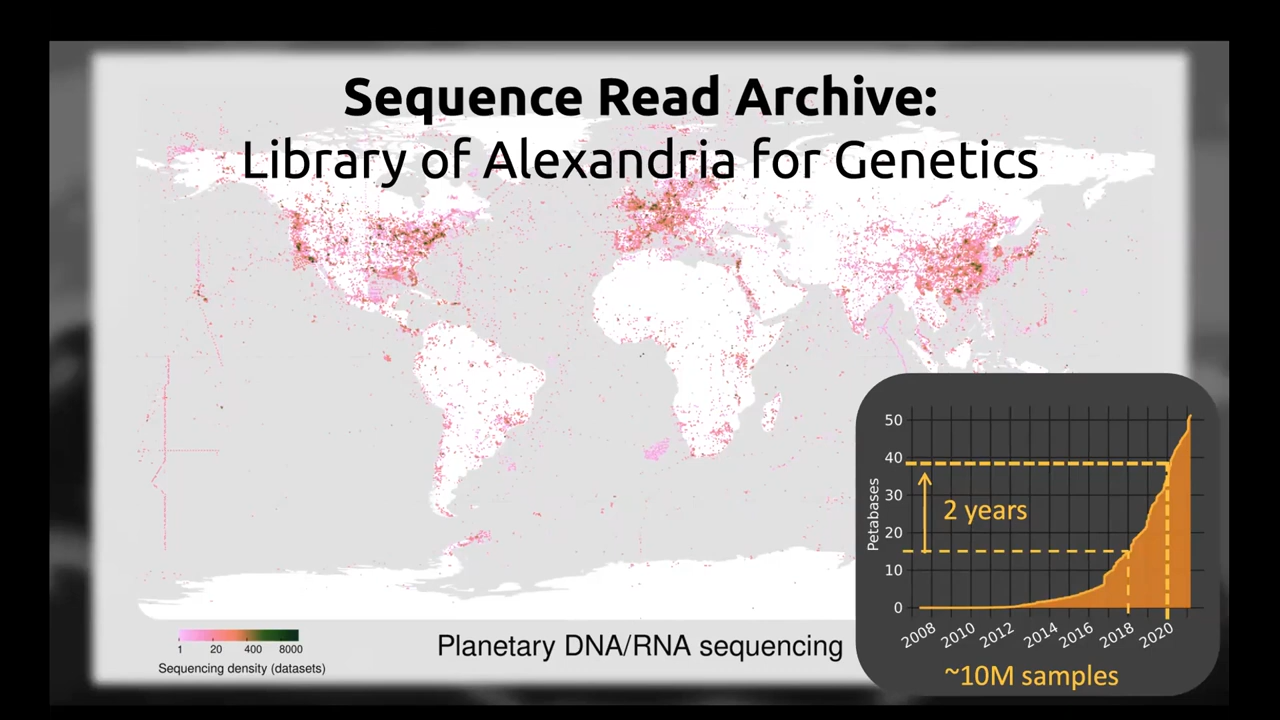 Sequence Read Archive:
Library of Alexandria for Genetics
50
40
30
20
10
0
Petabases
2 years
2008 2010 2012 2014 2016 2018 2020
~10M samples
1 20 400 8000
Sequencing density (datasets)
Planetary DNA/RNA sequencing